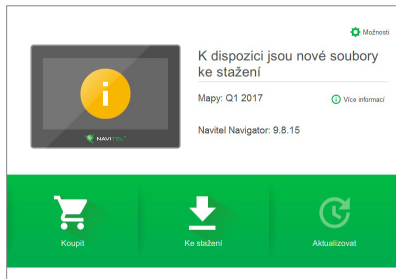 Možnosti
K dispozici jsou nové soubory
ke stažení
Mapy: Q1 2017
Více informací
Navitel Navigator: 9.8.15
NAVITEL
Koupit
Ke stažení
Aktualizovat